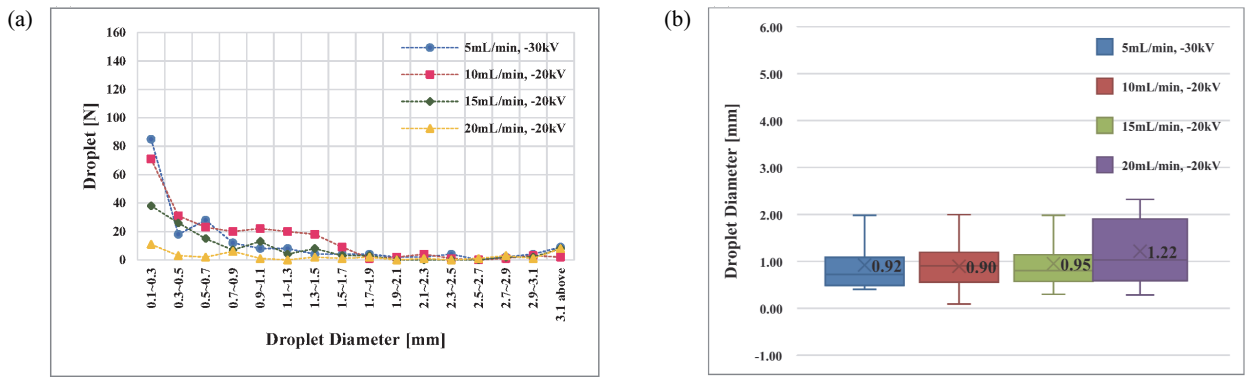 (a)
160
140
120
100
80
60
40
20
0
Droplet [N]
5mL/min, -30kV
10mL/min, -20kV
15mL/min, -20kV
20mL/min, -20kV
0.1~0.3
0.3~0.5
0.5~0.7
0.7~0.9
0.9~1.1
1.1~1.3
1.3~1.5
1.5~1.7
1.7~1.9
1.9~2.1
2.1~2.3
2.3~2.5
2.5~2.7
2.7~2.9
2.9~3.1
3.1 above
Droplet Diameter [mm]
(b)
6.00
5.00
4.00
3.00
2.00
1.00
0.00
-1.00
Droplet Diameter [mm]
5mL/min, -30kV
10mL/min, -20kV
15mL/min, -20kV
20mL/min, -20kV
0.92
0.90
0.95
1.22